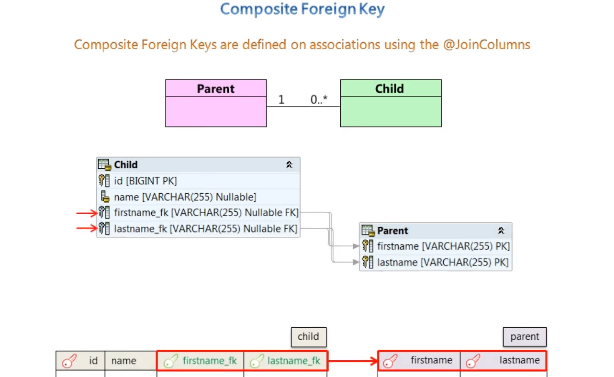 Composite Foreign Key
Composite Foreign Keys are defined on associations using the @JoinColumns
Parent
1
0..*
Child
Child
id [BIGINT PK]
name [VARCHAR(255) Nullable]
firstname_fk [VARCHAR(255) Nullable FK]
lastname_fk [VARCHAR(255) Nullable FK]
Parent
firstname [VARCHAR(255) PK]
lastname [VARCHAR(255) PK]
child
id name firstname_fk lastname_fk
parent
firstname lastname